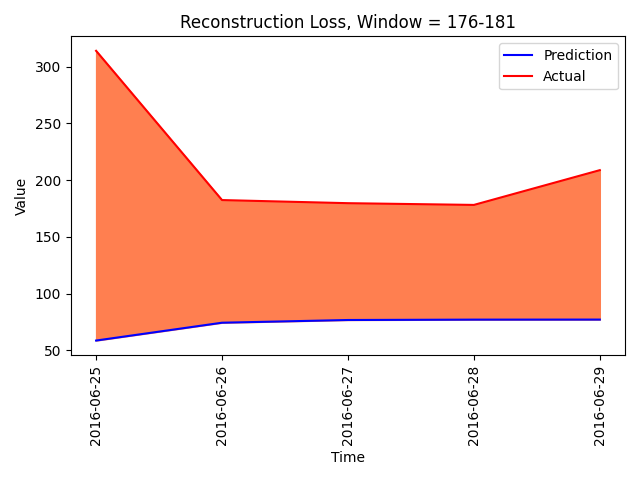 Reconstruction Loss, Window = 176-181
Prediction
Actual
Value
300
250
200
150
100
50
2016-06-25
2016-06-26
2016-06-27
2016-06-28
2016-06-29
Time